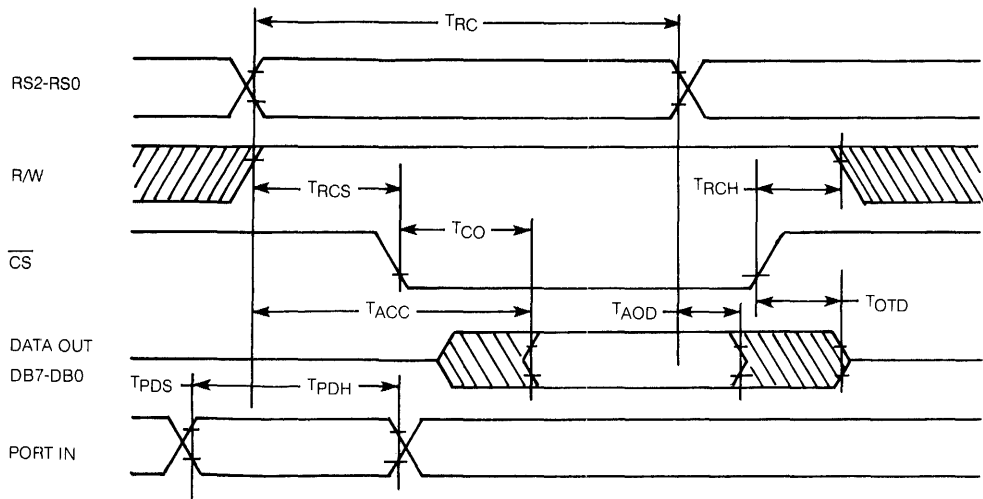 TRC
RS2-RS0
R/W
TRCS
TRCH
TCO
CS
TACC
TAOD
TOTD
DATA OUT
DB7-DB0
TPDS
TPDH
PORT IN